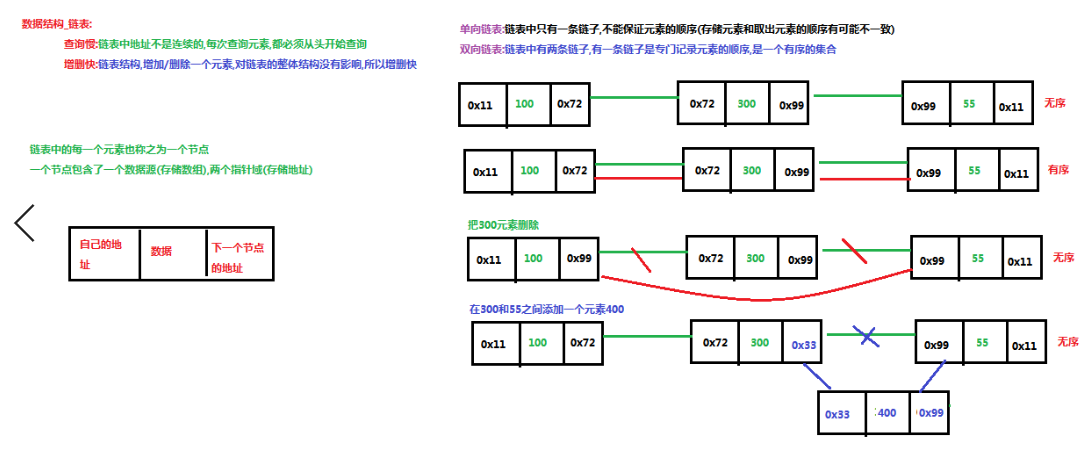 数据结构_链表:
查询慢:链表中地址不是连续的,每次查询元素,都必须从头开始查询
增删快:链表结构,增加/删除一个元素,对链表的整体结构没有影响,所以增删快
链表中的每一个元素也称之为一个节点
一个节点包含了一个数据源(存储数组),两个指针域(存储地址)
自己的地
址
数据
下一个节点
的地址
单向链表:链表中只有一条链子,不能保证元素的顺序(存储元素和取出元素的顺序有可能不一致)
双向链表:链表中有两条链子,有一条链子是专门记录元素的顺序,是一个有序的集合
0x11 100 0x72 0x72 300 0x99 0x99 55 0x11 无序
0x11 100 0x72 0x72 300 0x99 0x99 55 0x11 有序
把300元素删除
0x11 100 0x99 0x72 300 0x99 0x99 55 0x11 无序
在300和55之间添加一个元素400
0x11 100 0x72 0x72 300 0x33 0x99 55 0x11 无序
0x33 400 0x99